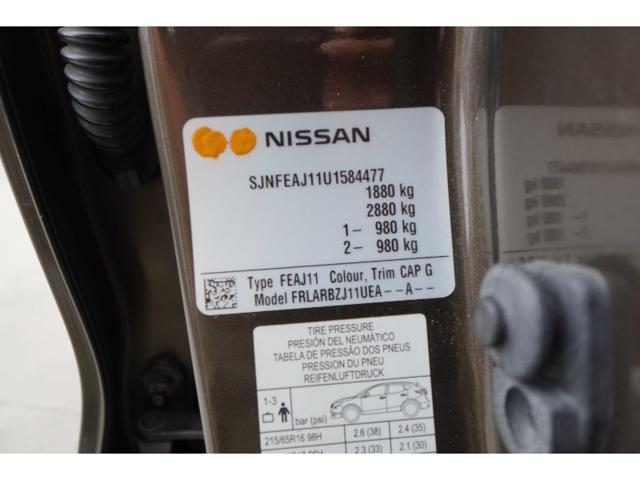 NISSAN
SJNFEAJ11U1584477
1880 kg
2880 kg
1- 980 kg
2- 980 kg
Type FEAJ11 Colour, Trim CAP G
Model FRLARBZJ11UEA--A--
TIRE PRESSURE
PRESIÓN DEL NEUMÁTICO
TABELA DE PRESSÃO DOS PNEUS
PRESSION DU PNEU
REIFENLUFTDRUCK
1-3
bar (psi)
215/65R16 98H 2.6 (38) 2.4 (35)
2.3 (33) 2.1 (30)